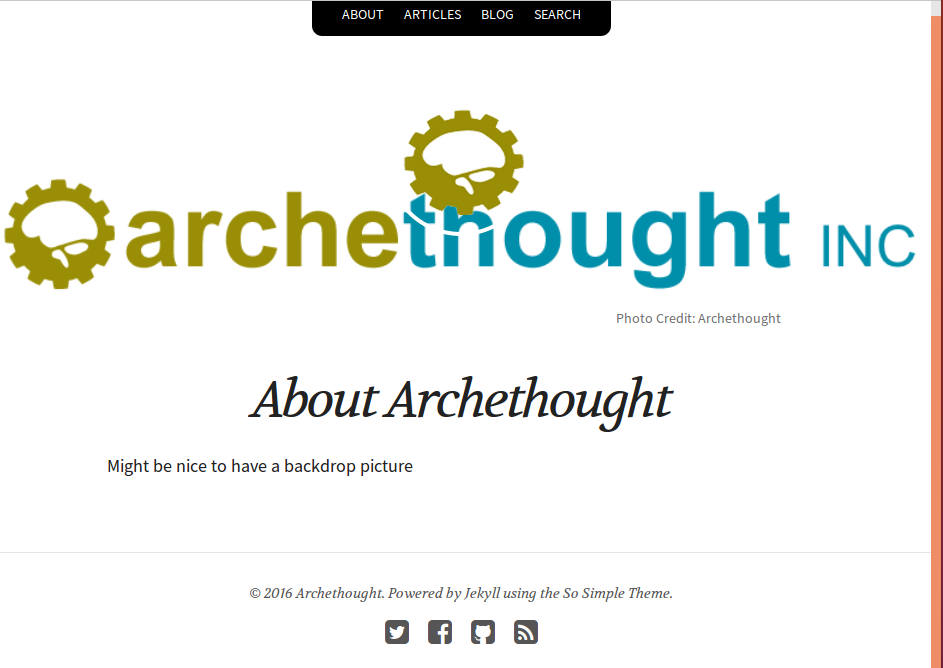 ABOUT ARTICLES BLOG SEARCH
archethought INC
Photo Credit: Archethought
About Archethought
Might be nice to have a backdrop picture
© 2016 Archethought. Powered by Jekyll using the So Simple Theme.